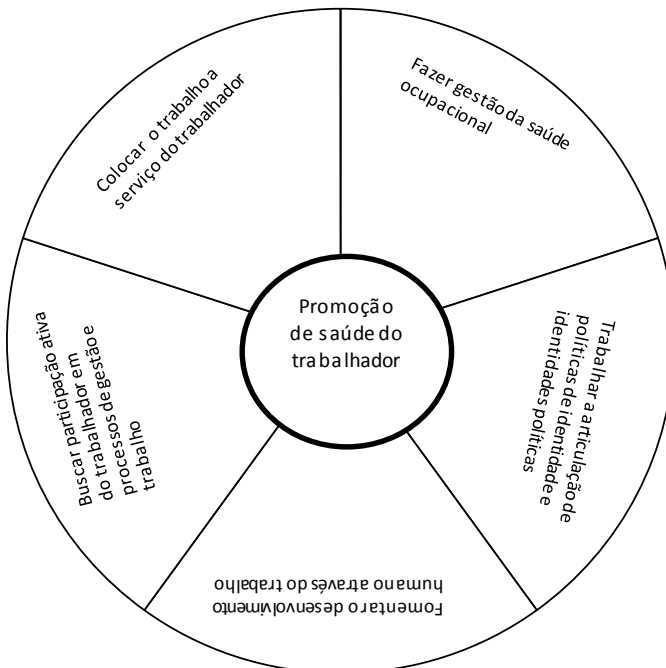 Promoção
de saúde do
trabalhador
Fazer gestão da saúde
ocupacional
Trabalhar a articulação de
políticas de identidade e
identidades políticas
Fomentar o desenvolvimento
humano através do trabalho
Buscar participação ativa
do trabalhador em
processos de gestão e
trabalho
Colocar o trabalho a
serviço do trabalhador